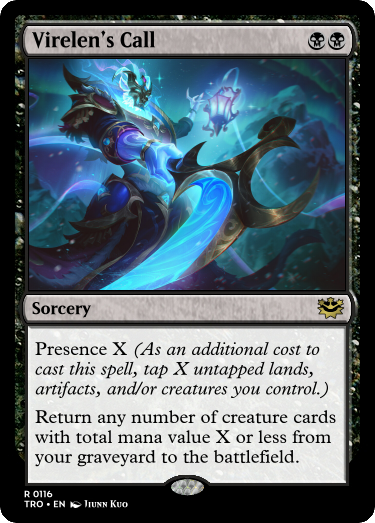 Virelen's Call
Sorcery
Presence X (As an additional cost to
cast this spell, tap X untapped lands,
artifacts, and/or creatures you control.)
Return any number of creature cards
with total mana value X or less from
your graveyard to the battlefield.
R 0116
TRO • EN Jiunn Kuo